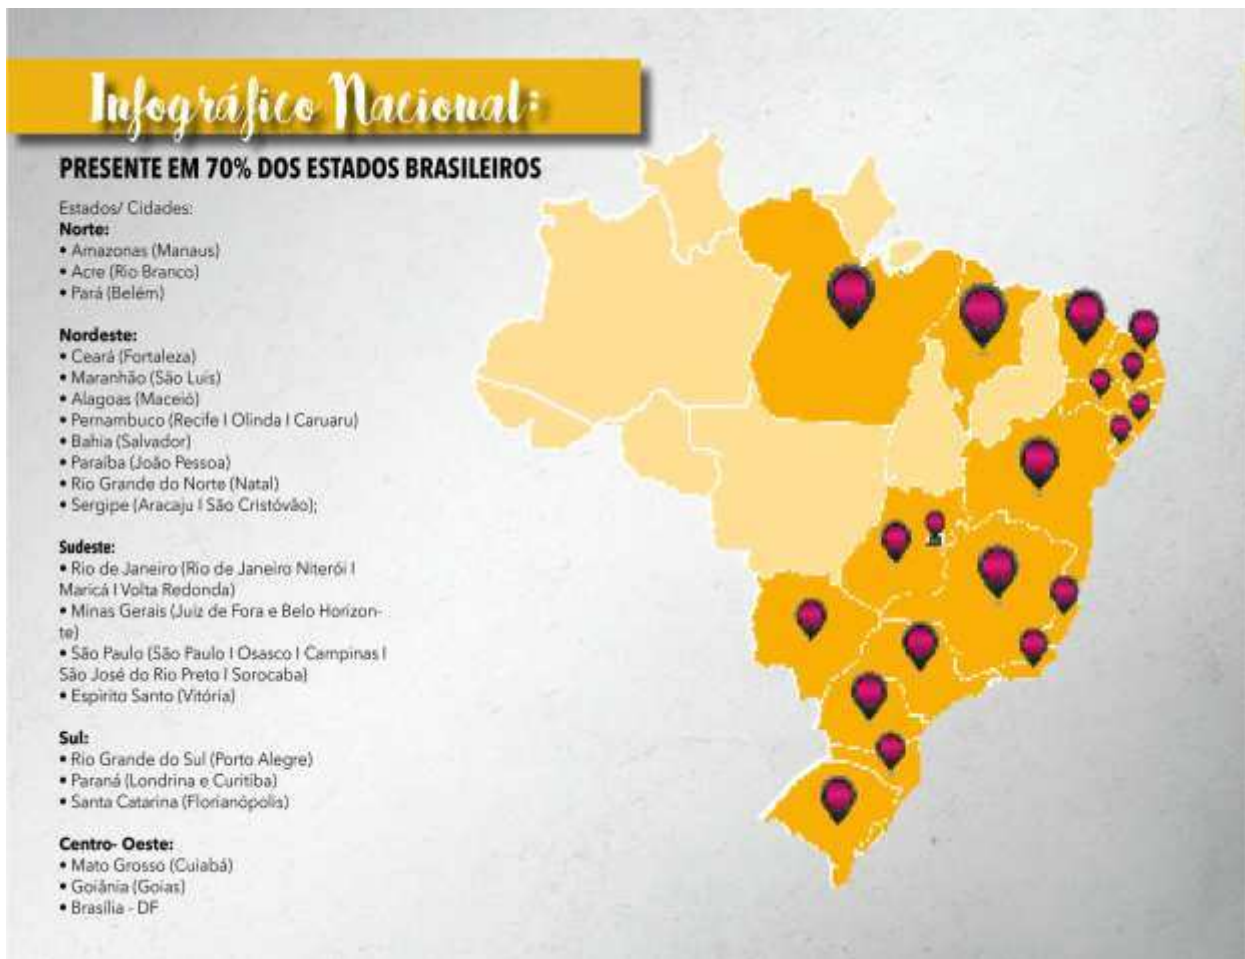 Infográfico Nacional:
PRESENTE EM 70% DOS ESTADOS BRASILEIROS
Estados/ Cidades:
Norte:
• Amazonas (Manaus)
• Acre (Rio Branco)
• Pará (Belém)
Nordeste:
• Ceará (Fortaleza)
• Maranhão (São Luis)
• Alagoas (Maceió)
• Pernambuco (Recife I Olinda I Caruaru)
• Bahia (Salvador)
• Paraíba (João Pessoa)
• Rio Grande do Norte (Natal)
• Sergipe (Aracaju I São Cristóvão);
Sudeste:
• Rio de Janeiro (Rio de Janeiro Niterói I
Maricá I Volta Redonda)
• Minas Gerais (Juiz de Fora e Belo Horizon-
te)
• São Paulo (São Paulo I Osasco I Campinas I
São José do Rio Preto I Sorocaba)
• Espírito Santo (Vitória)
Sul:
• Rio Grande do Sul (Porto Alegre)
• Paraná (Londrina e Curitiba)
• Santa Catarina (Florianópolis)
Centro- Oeste:
• Mato Grosso (Cuiabá)
• Goiânia (Goias)
• Brasília - DF